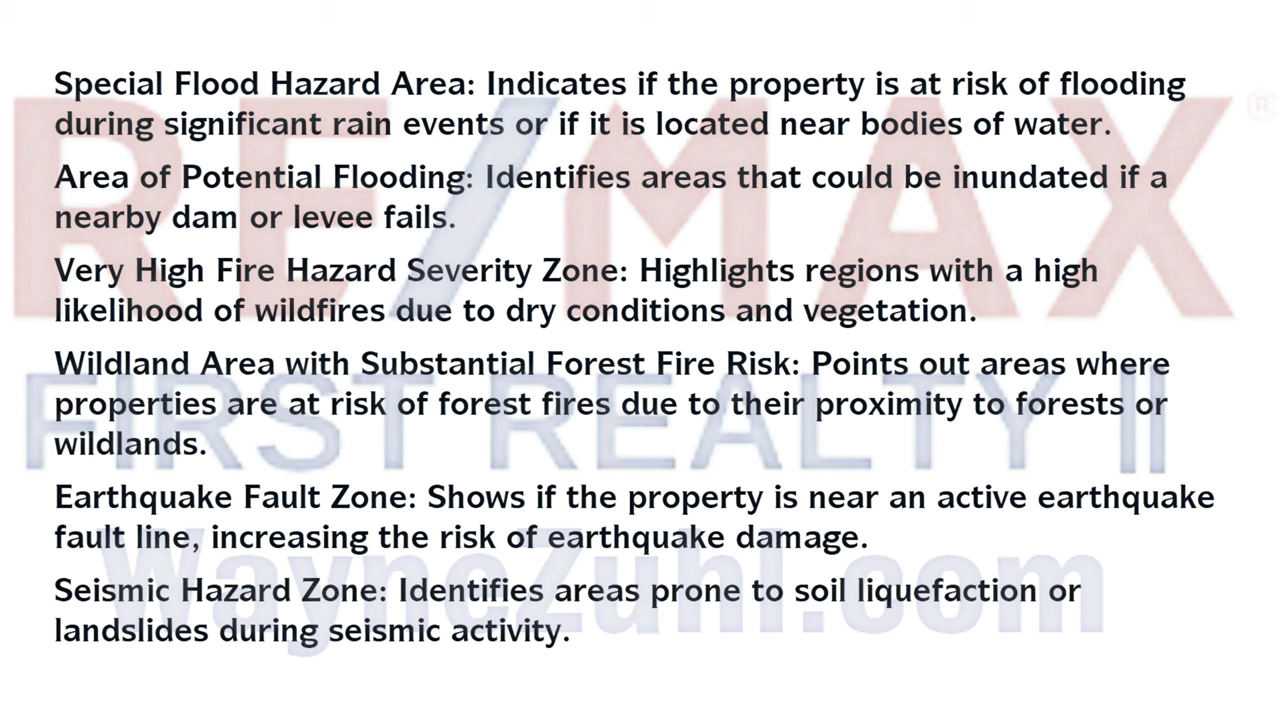 Special Flood Hazard Area: Indicates if the property is at risk of flooding
during significant rain events or if it is located near bodies of water.
Area of Potential Flooding: Identifies areas that could be inundated if a
nearby dam or levee fails.
Very High Fire Hazard Severity Zone: Highlights regions with a high
likelihood of wildfires due to dry conditions and vegetation.
Wildland Area with Substantial Forest Fire Risk: Points out areas where
properties are at risk of forest fires due to their proximity to forests or
wildlands.
Earthquake Fault Zone: Shows if the property is near an active earthquake
fault line, increasing the risk of earthquake damage.
Seismic Hazard Zone: Identifies areas prone to soil liquefaction or
landslides during seismic activity.
RE/MAX ®
FIRST REALTY II
WayneZuhl.com